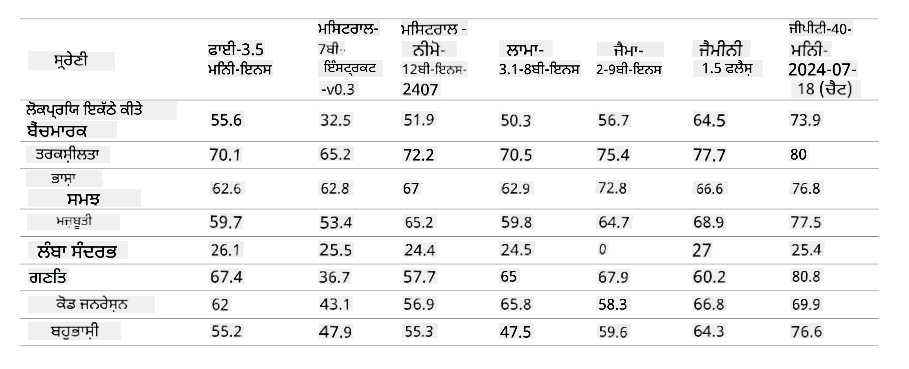 ਸ਼੍ਰੇਣੀ ਫਾਈ-3.5 ਮਿਨੀ-ਇਨਸ ਮਿਸਟਰਾਲ-7ਬੀ-ਇੰਸਟ੍ਰਕਟ-v0.3 ਮਿਸਟਰਾਲ-ਨੀਮੋ-12ਬੀ-ਇਨਸ-2407 ਲਾਮਾ-3.1-8ਬੀ-ਇਨਸ ਜੈਮਾ-2-9ਬੀ-ਇਨਸ ਜੈਮੀਨੀ 1.5 ਫਲੈਸ਼ ਜੀਪੀਟੀ-40-ਮਿਨੀ-2024-07-18 (ਚੈਟ)
ਲੋਕਪ੍ਰਿਯ ਇਕੱਠੇ ਕੀਤੇ ਬੈਂਚਮਾਰਕ 55.6 32.5 51.9 50.3 56.7 64.5 73.9
ਤਰਕਸ਼ੀਲਤਾ 70.1 65.2 72.2 70.5 75.4 77.7 80
ਭਾਸ਼ਾ ਸਮਝ 62.6 62.8 67 62.9 72.8 66.6 76.8
ਮਜ਼ਬੂਤੀ 59.7 53.4 65.2 59.8 64.7 68.9 77.5
ਲੰਬਾ ਸੰਦਰਭ 26.1 25.5 24.4 24.5 0 27 25.4
ਗਣਿਤ 67.4 36.7 57.7 65 67.9 60.2 80.8
ਕੋਡ ਜਨਰੇਸ਼ਨ 62 43.1 56.9 65.8 58.3 66.8 69.9
ਬਹੁਭਾਸ਼ੀ 55.2 47.9 55.3 47.5 59.6 64.3 76.6